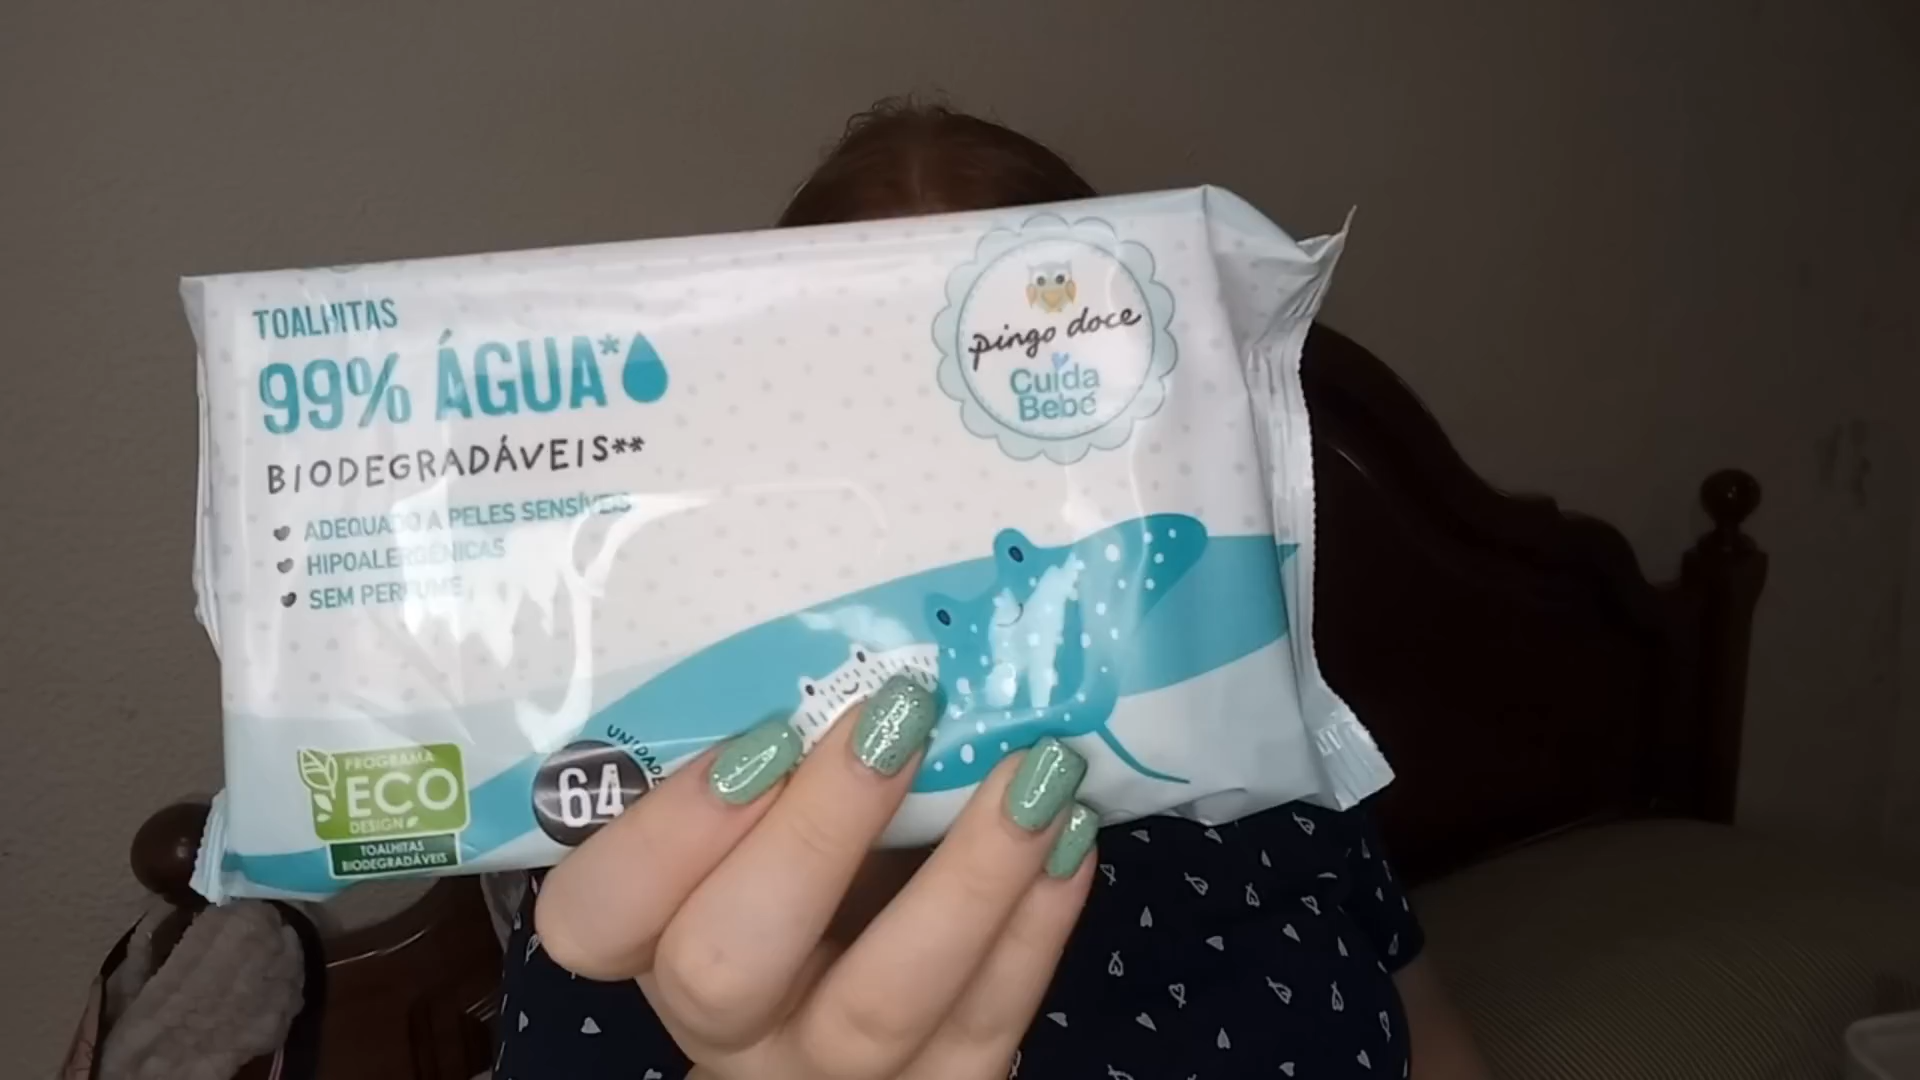 TOALHITAS
99% ÁGUA*
BIODEGRADÁVEIS**
ADEQUADO A PELES SENSÍVEIS
HIPOALERGÉNICAS
SEM PERFUME
pingo doce
Cuida
Bebé
PROGRAMA
ECO
DESIGN
TOALHITAS
BIODEGRADÁVEIS
64